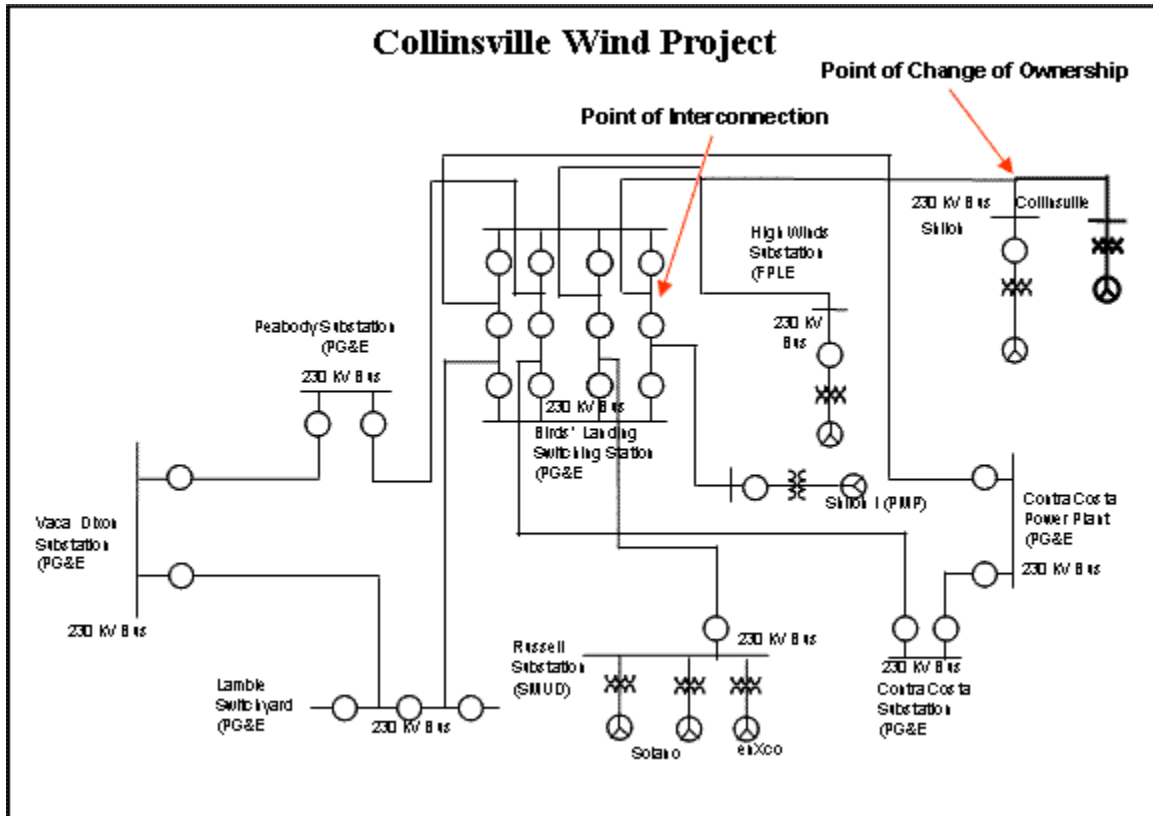 Collinsville Wind Project
Point of Change of Ownership
Point of Interconnection
230 KV Bus
Shiloh
Collinsville
High Winds
Substation
(FPLE
230 KV
Bus
Peabody Substation
(PG&E
230 KV Bus
230 KV Bus
Birds' Landing
Switching Station
(PG&E
Shiloh I (PMP)
Contra Costa
Power Plant
(PG&E
230 KV Bus
Vaca Dixon
Substation
(PG&E
230 KV Bus
Russell
Substation
(SMUD)
230 KV Bus
230 KV Bus
Contra Costa
Substation
(PG&E
Lambie
Switchyard
(PG&E
230 KV Bus
Solano
enXco